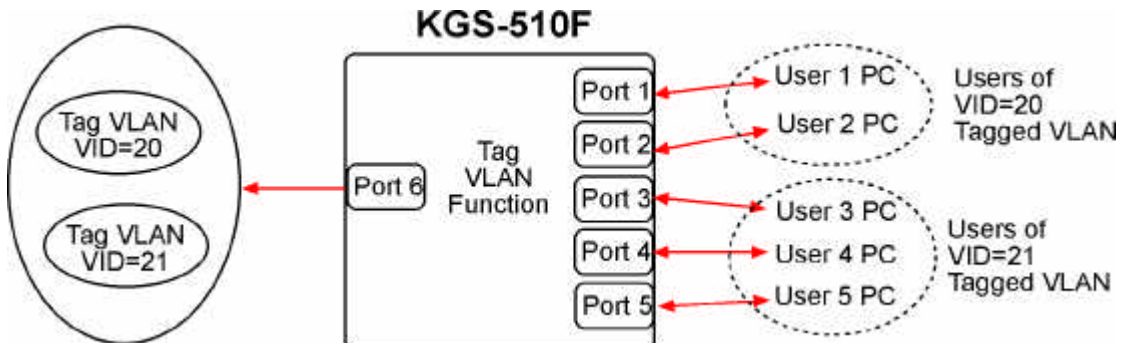 KGS-510F
Tag VLAN
VID=20
Tag VLAN
VID=21
Port 6
Tag
VLAN
Function
Port 1
Port 2
Port 3
Port 4
Port 5
User 1 PC
User 2 PC
User 3 PC
User 4 PC
User 5 PC
Users of
VID=20
Tagged VLAN
Users of
VID=21
Tagged VLAN